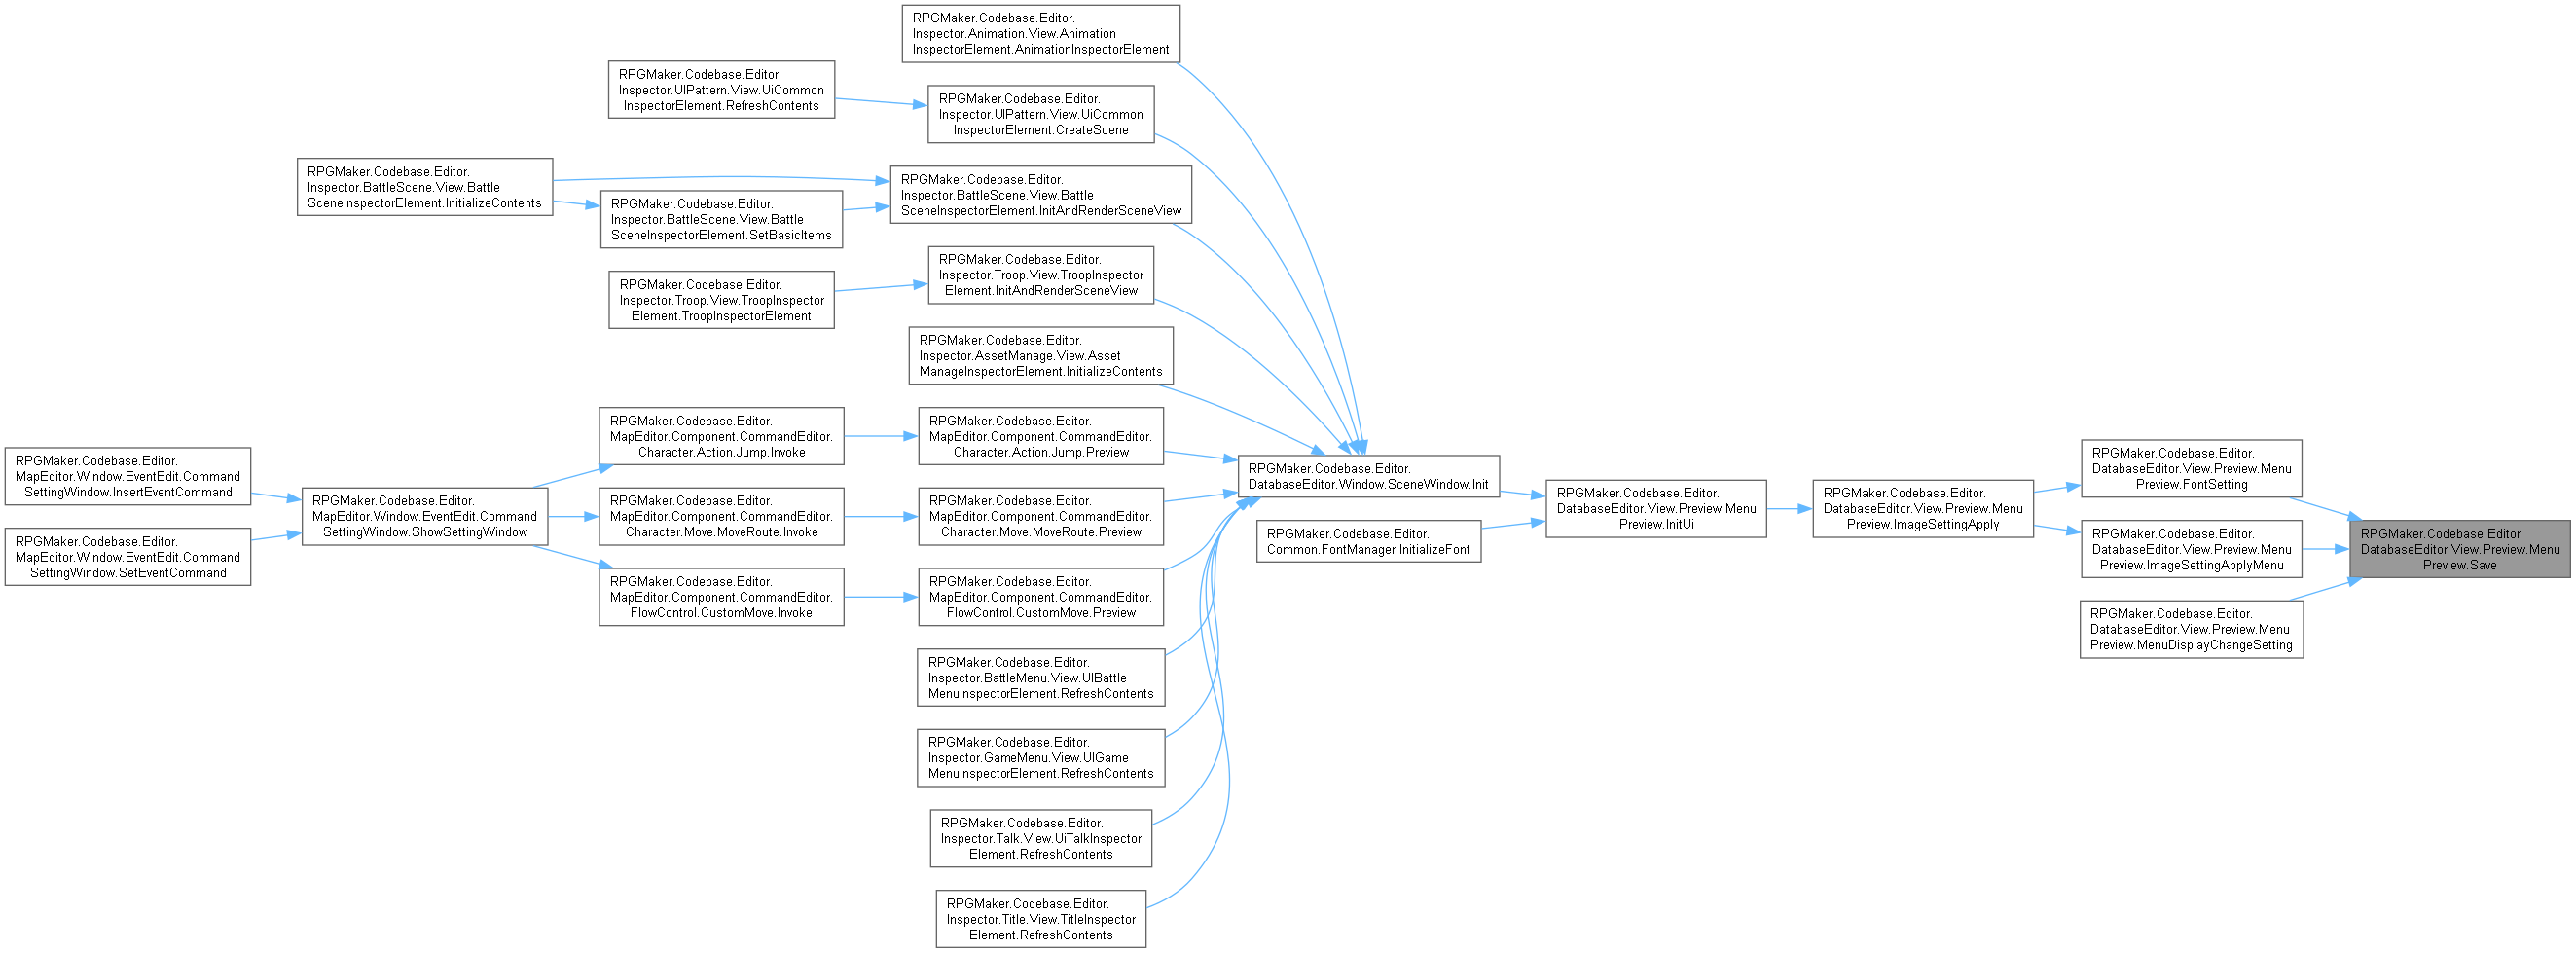 RPGMaker.Codebase.Editor.
Inspector.Animation.View.Animation
InspectorElement.AnimationInspectorElement
RPGMaker.Codebase.Editor.
Inspector.UIPattern.View.UiCommon
InspectorElement.RefreshContents
RPGMaker.Codebase.Editor.
Inspector.UIPattern.View.UiCommon
InspectorElement.CreateScene
RPGMaker.Codebase.Editor.
Inspector.BattleScene.View.Battle
SceneInspectorElement.InitializeContents
RPGMaker.Codebase.Editor.
Inspector.BattleScene.View.Battle
SceneInspectorElement.SetBasicItems
RPGMaker.Codebase.Editor.
Inspector.BattleScene.View.Battle
SceneInspectorElement.InitAndRenderSceneView
RPGMaker.Codebase.Editor.
Inspector.Troop.View.TroopInspector
Element.TroopInspectorElement
RPGMaker.Codebase.Editor.
Inspector.Troop.View.TroopInspector
Element.InitAndRenderSceneView
RPGMaker.Codebase.Editor.
Inspector.AssetManage.View.Asset
ManageInspectorElement.InitializeContents
RPGMaker.Codebase.Editor.
MapEditor.Window.EventEdit.Command
SettingWindow.InsertEventCommand
RPGMaker.Codebase.Editor.
MapEditor.Window.EventEdit.Command
SettingWindow.SetEventCommand
RPGMaker.Codebase.Editor.
MapEditor.Window.EventEdit.Command
SettingWindow.ShowSettingWindow
RPGMaker.Codebase.Editor.
MapEditor.Component.CommandEditor.
Character.Action.Jump.Invoke
RPGMaker.Codebase.Editor.
MapEditor.Component.CommandEditor.
Character.Action.Jump.Preview
RPGMaker.Codebase.Editor.
MapEditor.Component.CommandEditor.
Character.Move.MoveRoute.Invoke
RPGMaker.Codebase.Editor.
MapEditor.Component.CommandEditor.
Character.Move.MoveRoute.Preview
RPGMaker.Codebase.Editor.
MapEditor.Component.CommandEditor.
FlowControl.CustomMove.Invoke
RPGMaker.Codebase.Editor.
MapEditor.Component.CommandEditor.
FlowControl.CustomMove.Preview
RPGMaker.Codebase.Editor.
Inspector.BattleMenu.View.UIBattle
MenuInspectorElement.RefreshContents
RPGMaker.Codebase.Editor.
Inspector.GameMenu.View.UIGame
MenuInspectorElement.RefreshContents
RPGMaker.Codebase.Editor.
Inspector.Talk.View.UiTalkInspector
Element.RefreshContents
RPGMaker.Codebase.Editor.
Inspector.Title.View.TitleInspector
Element.RefreshContents
RPGMaker.Codebase.Editor.
DatabaseEditor.Window.SceneWindow.Init
RPGMaker.Codebase.Editor.
Common.FontManager.InitializeFont
RPGMaker.Codebase.Editor.
DatabaseEditor.View.Preview.Menu
Preview.InitUi
RPGMaker.Codebase.Editor.
DatabaseEditor.View.Preview.Menu
Preview.ImageSettingApply
RPGMaker.Codebase.Editor.
DatabaseEditor.View.Preview.Menu
Preview.FontSetting
RPGMaker.Codebase.Editor.
DatabaseEditor.View.Preview.Menu
Preview.ImageSettingApplyMenu
RPGMaker.Codebase.Editor.
DatabaseEditor.View.Preview.Menu
Preview.MenuDisplayChangeSetting
RPGMaker.Codebase.Editor.
DatabaseEditor.View.Preview.Menu
Preview.Save